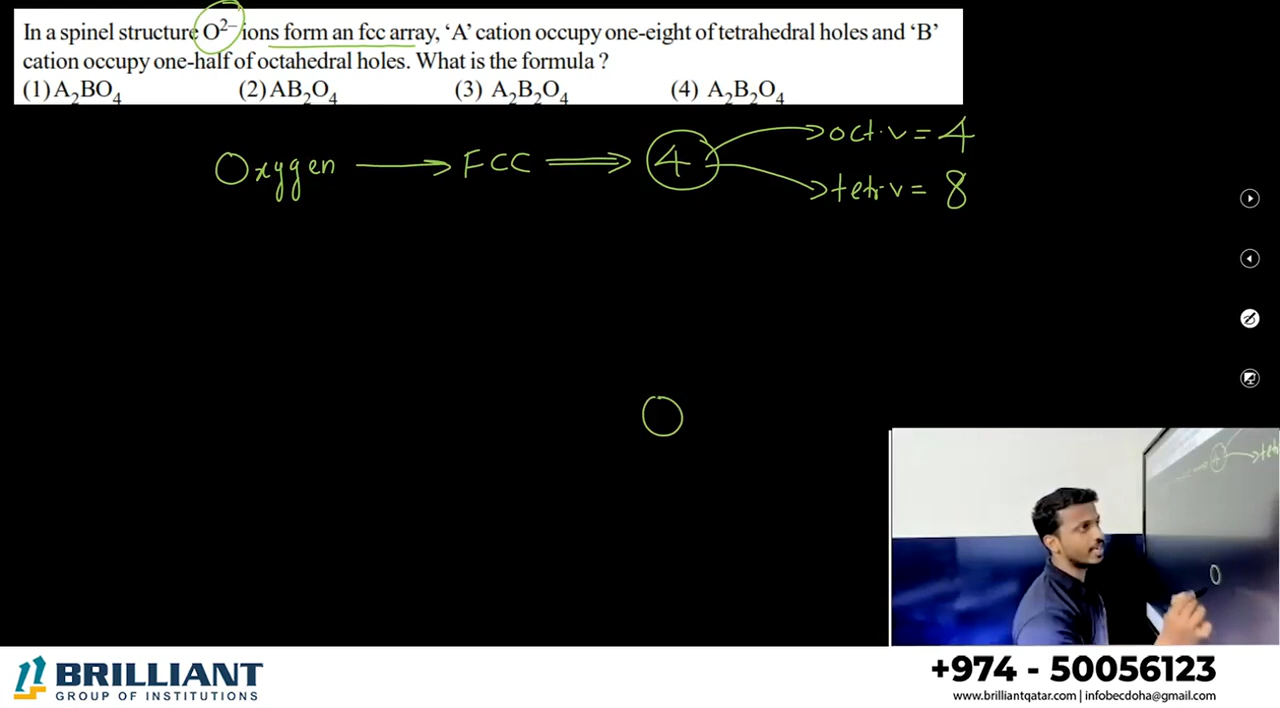 In a spinel structure O²⁻ ions form an fcc array, ‘A’ cation occupy one-eight of tetrahedral holes and ‘B’
cation occupy one-half of octahedral holes. What is the formula ?
(1) A₂BO₄ (2) AB₂O₄ (3) A₂B₂O₄ (4) A₂B₂O₄
Oxygen → FCC ⇒ 4 → oct.v = 4
→ tetr.v = 8
O
BRILLIANT
GROUP OF INSTITUTIONS
+974 - 50056123
www.brilliantqatar.com | infobecdoha@gmail.com